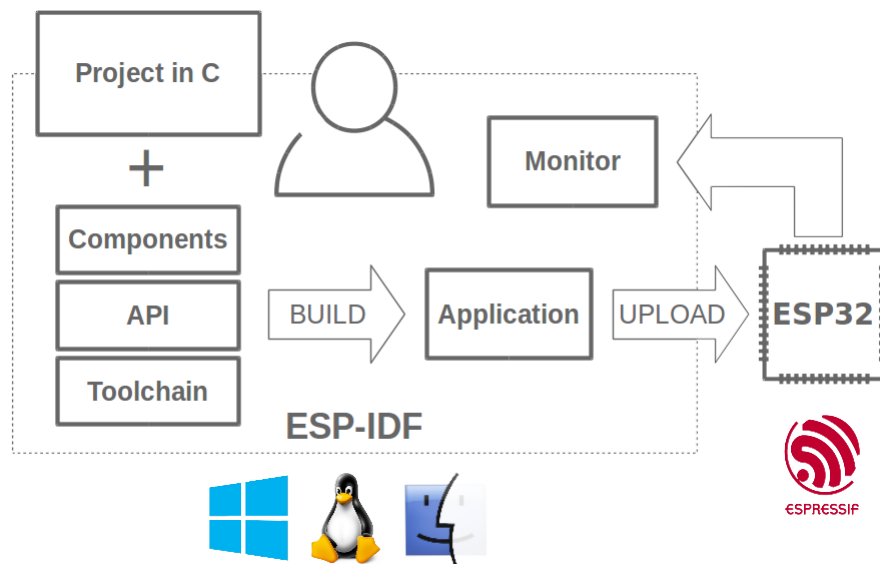 Project in C
+
Components
API
Toolchain
BUILD
Application
UPLOAD
Monitor
ESP32
ESP-IDF
ESPRESSIF